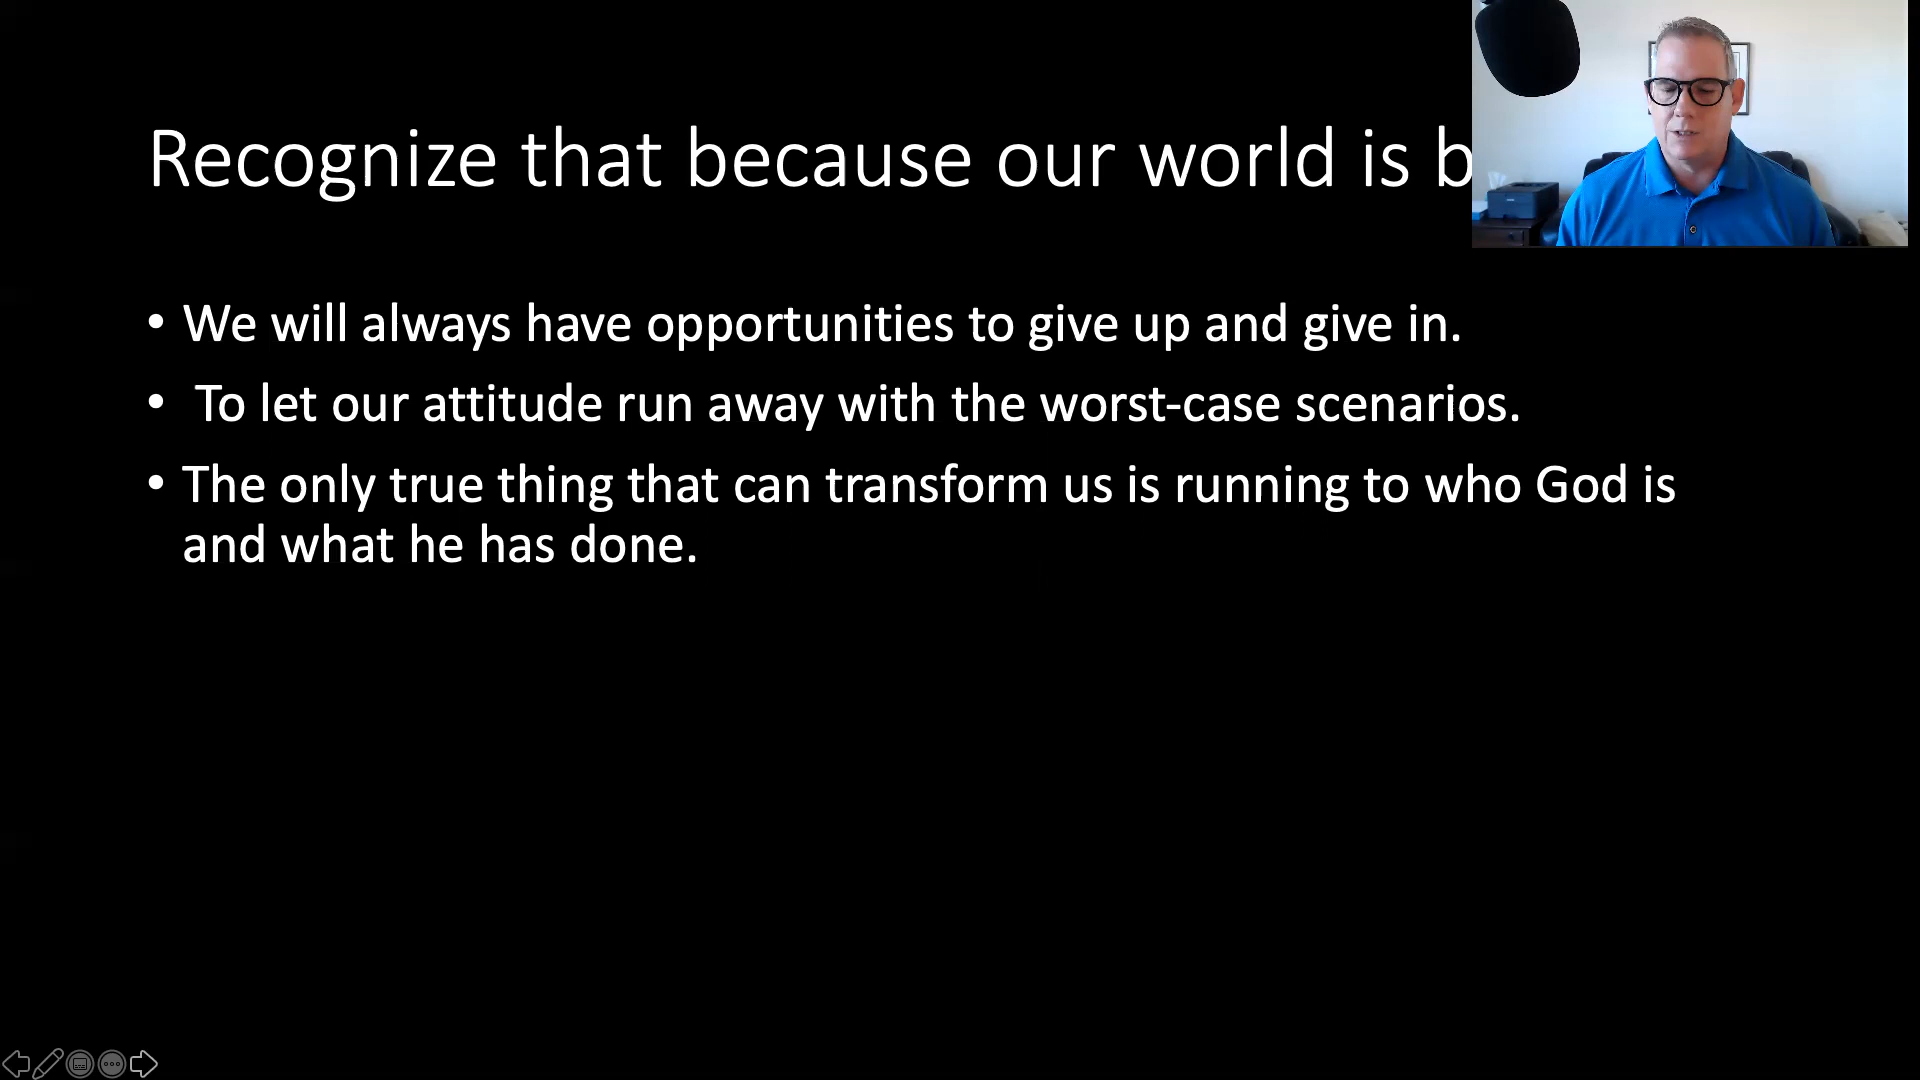 Recognize that because our world is b
• We will always have opportunities to give up and give in.
• To let our attitude run away with the worst-case scenarios.
• The only true thing that can transform us is running to who God is
and what he has done.